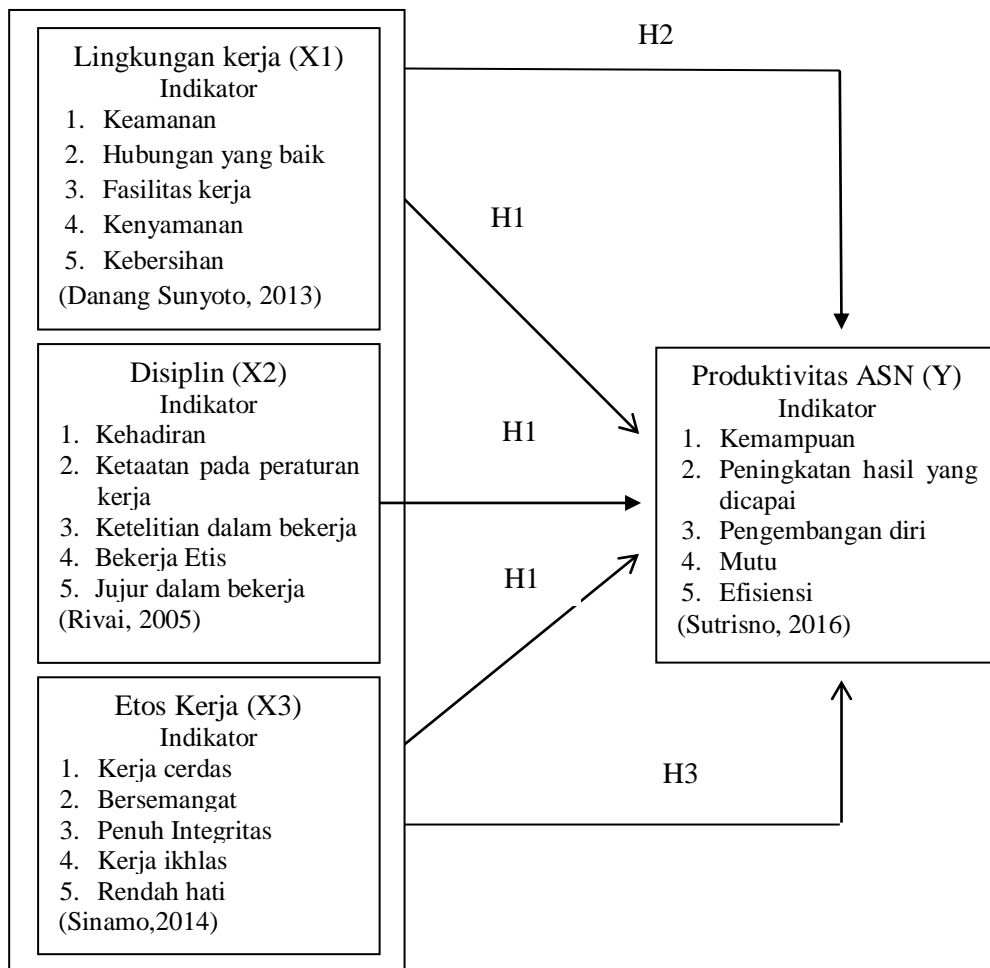 Lingkungan kerja (X1)
Indikator
1. Keamanan
2. Hubungan yang baik
3. Fasilitas kerja
4. Kenyamanan
5. Kebersihan
(Danang Sunyoto, 2013)
Disiplin (X2)
Indikator
1. Kehadiran
2. Ketaatan pada peraturan
kerja
3. Ketelitian dalam bekerja
4. Bekerja Etis
5. Jujur dalam bekerja
(Rivai, 2005)
Etos Kerja (X3)
Indikator
1. Kerja cerdas
2. Bersemangat
3. Penuh Integritas
4. Kerja ikhlas
5. Rendah hati
(Sinamo,2014)
H2
H1
H1
H1
H3
Produktivitas ASN (Y)
Indikator
1. Kemampuan
2. Peningkatan hasil yang
dicapai
3. Pengembangan diri
4. Mutu
5. Efisiensi
(Sutrisno, 2016)